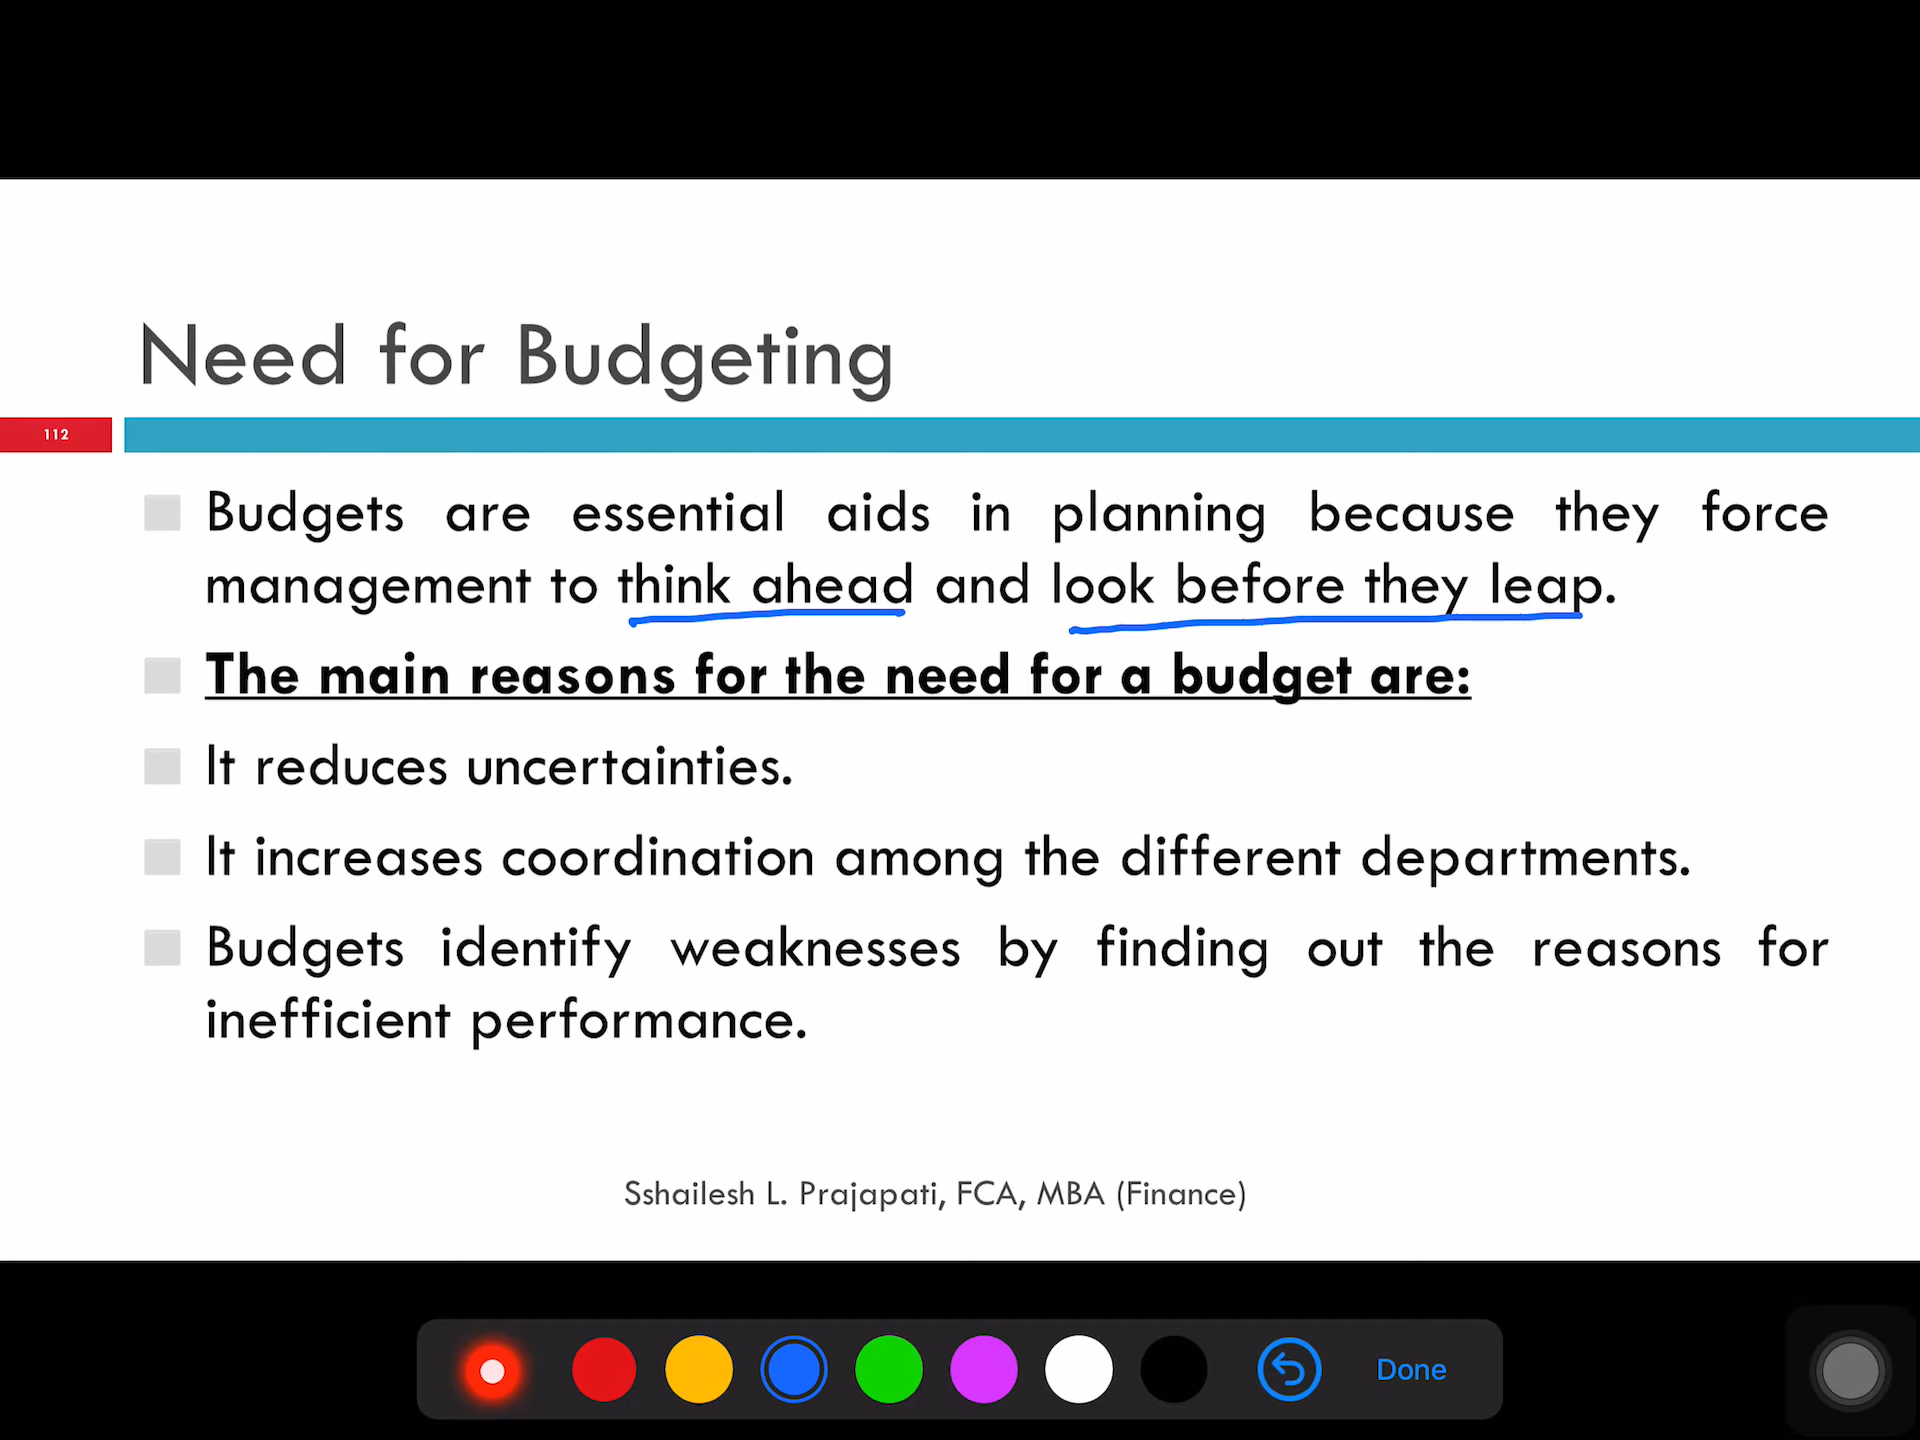 Need for Budgeting
112
Budgets are essential aids in planning because they force
management to think ahead and look before they leap.
The main reasons for the need for a budget are:
It reduces uncertainties.
It increases coordination among the different departments.
Budgets identify weaknesses by finding out the reasons for
inefficient performance.
Sshailesh L. Prajapati, FCA, MBA (Finance)
Done